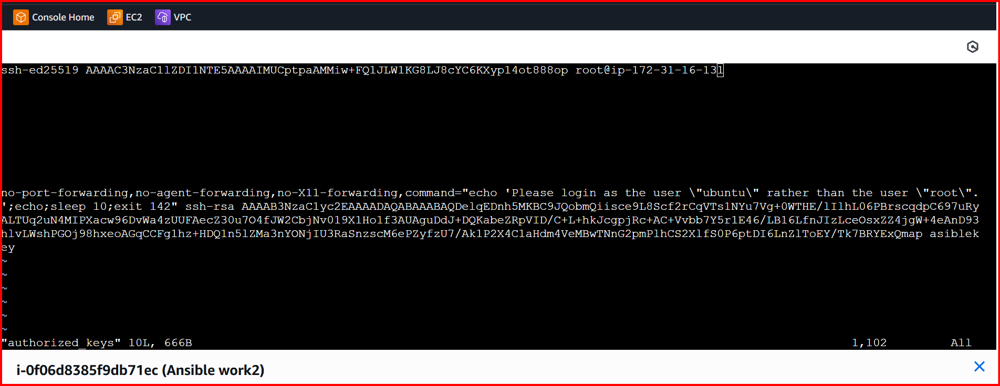 Console Home EC2 VPC
ssh-ed25519 AAAAC3NzaC1lZDI1NTE5AAAAIMUCptpaAMMiw+FQ1JLW1KG8LJ8cYC6KXyp14ot888op root@ip-172-31-16-131
no-port-forwarding,no-agent-forwarding,no-X11-forwarding,command="echo 'Please login as the user \"ubuntu\" rather than the user \"root\".
';echo;sleep 10;exit 142" ssh-rsa AAAAB3NzaC1yc2EAAAADAQABAAABAQDelqEDnh5MKBC9JQobmQiisce9L8Scf2rCqVTs1NYu7Vg+0WTHE/lIlhL06PBrscqdpC697uRy
ALTUq2uN4MIPXacw96DvWa4zUUFAecZ30u7O4fJW2CbjNv019X1Ho1f3AUAguDdJ+DQKabeZRpVID/C+L+hkJcgpjRc+AC+Vvbb7Y5r1E46/LB16LfnJIzLceOsxZZ4jgW+4eAnD93
hlvLWshPGOj98hxeoAGqCCFg1hz+HDQ1n5lZMa3nYONjIU3RaSnzscM6ePZyfzU7/Ak1P2X4C1aHdm4VeMBwTNnG2pmPlhCS2XlfS0P6ptDI6LnZlToEY/Tk7BRYExQmap asiblek
ey
~
~
~
~
~
~
"authorized_keys" 10L, 666B 1,102 All
i-0f06d8385f9db71ec (Ansible work2)